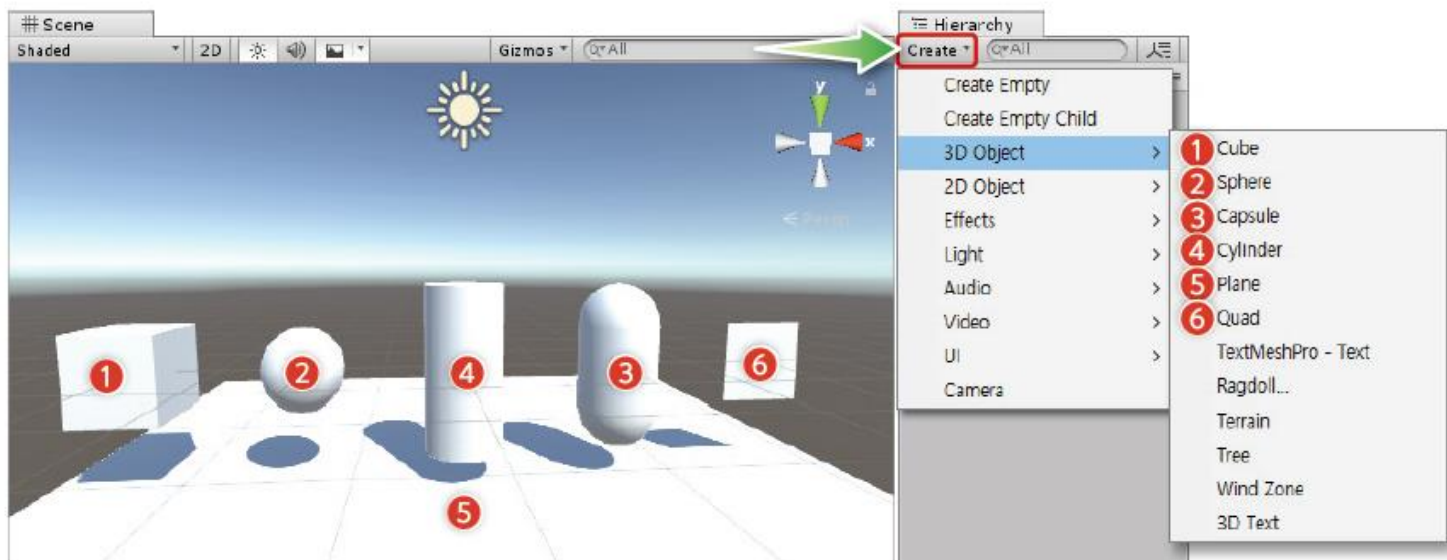 Scene
Shaded 2D Gizmos All
y
x
1 2 4 3 6
5
Hierarchy
Create All
Create Empty
Create Empty Child
3D Object >
2D Object >
Effects >
Light >
Audio >
Video >
UI >
Camera
1 Cube
2 Sphere
3 Capsule
4 Cylinder
5 Plane
6 Quad
TextMeshPro - Text
Ragdoll...
Terrain
Tree
Wind Zone
3D Text